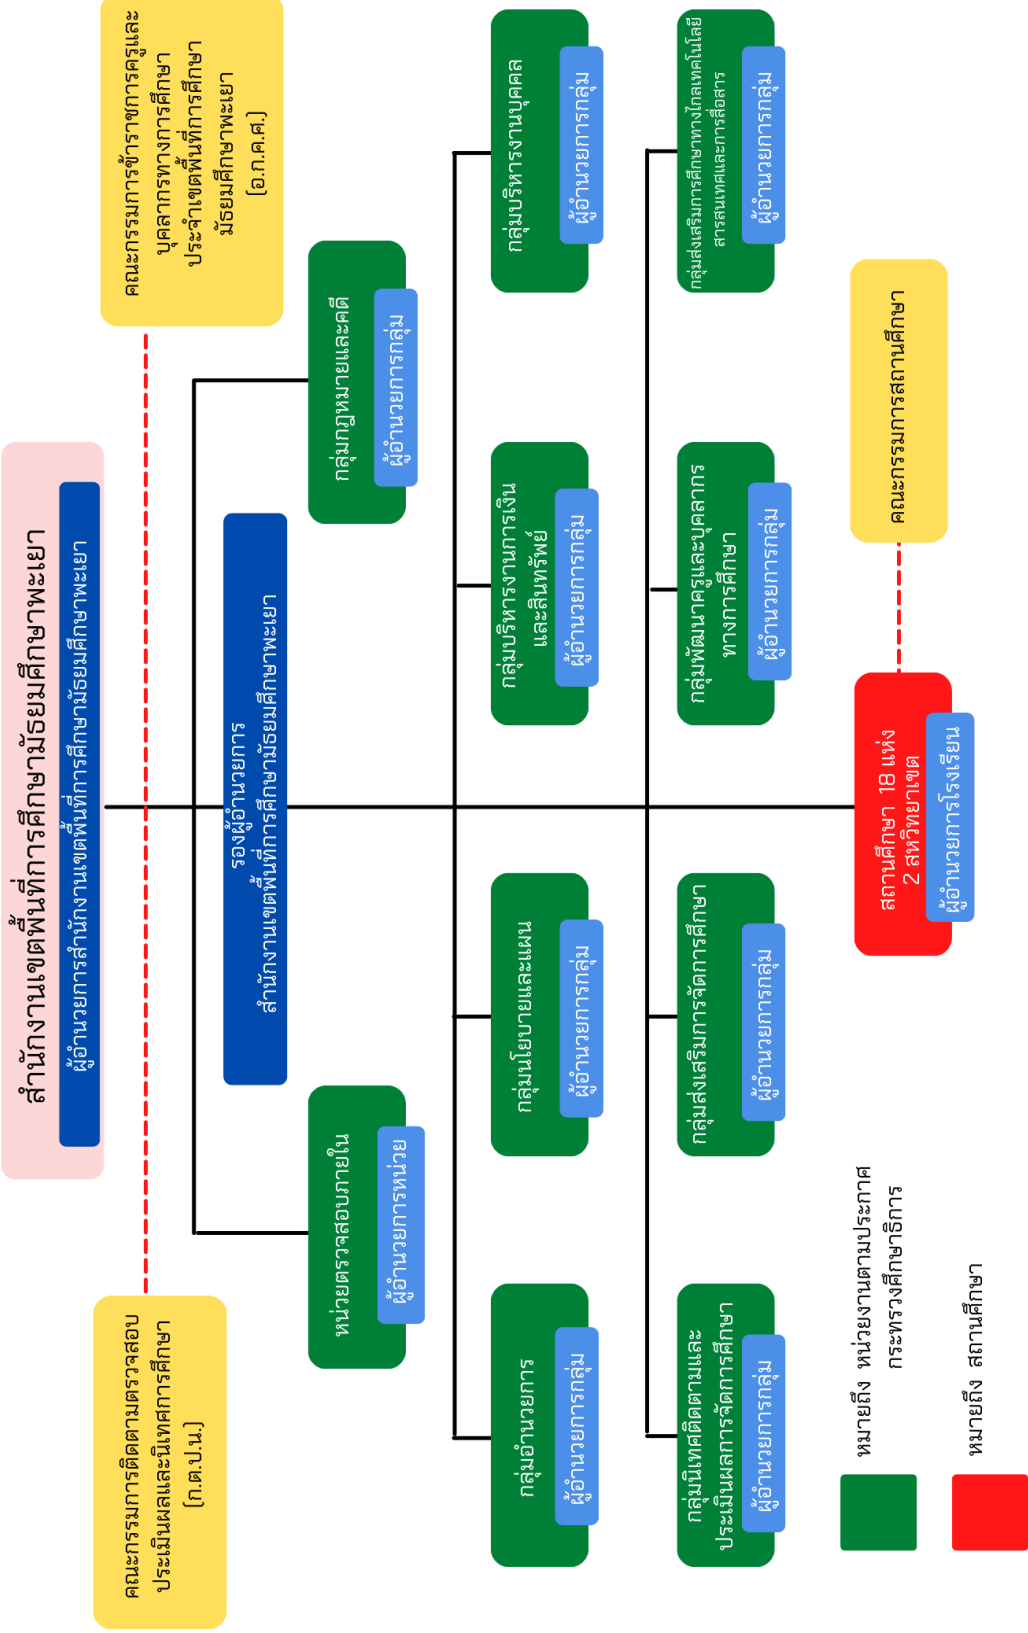 สำนักงานเขตพื้นที่การศึกษามัธยมศึกษาพะเยา
ผู้อำนวยการสำนักงานเขตพื้นที่การศึกษามัธยมศึกษาพะเยา
คณะกรรมการติดตามตรวจสอบ
ประเมินผลและนิเทศการศึกษา
(ก.ต.ป.น.)
คณะกรรมการข้าราชการครูและ
บุคลากรทางการศึกษา
ประจำเขตพื้นที่การศึกษา
มัธยมศึกษาพะเยา
(อ.ก.ค.ศ.)
รองผู้อำนวยการ
สำนักงานเขตพื้นที่การศึกษามัธยมศึกษาพะเยา
หน่วยตรวจสอบภายใน
ผู้อำนวยการหน่วย
กลุ่มกฎหมายและคดี
ผู้อำนวยการกลุ่ม
กลุ่มอำนวยการ
ผู้อำนวยการกลุ่ม
กลุ่มนโยบายและแผน
ผู้อำนวยการกลุ่ม
กลุ่มบริหารงานการเงิน
และสินทรัพย์
ผู้อำนวยการกลุ่ม
กลุ่มบริหารงานบุคคล
ผู้อำนวยการกลุ่ม
กลุ่มนิเทศติดตามและ
ประเมินผลการจัดการศึกษา
ผู้อำนวยการกลุ่ม
กลุ่มส่งเสริมการจัดการศึกษา
ผู้อำนวยการกลุ่ม
กลุ่มพัฒนาครูและบุคลากร
ทางการศึกษา
ผู้อำนวยการกลุ่ม
กลุ่มส่งเสริมการศึกษาทางไกลเทคโนโลยี
สารสนเทศและการสื่อสาร
ผู้อำนวยการกลุ่ม
สถานศึกษา 18 แห่ง
2 สหวิทยาเขต
ผู้อำนวยการโรงเรียน
คณะกรรมการสถานศึกษา
หมายถึง หน่วยงานตามประกาศ
กระทรวงศึกษาธิการ
หมายถึง สถานศึกษา